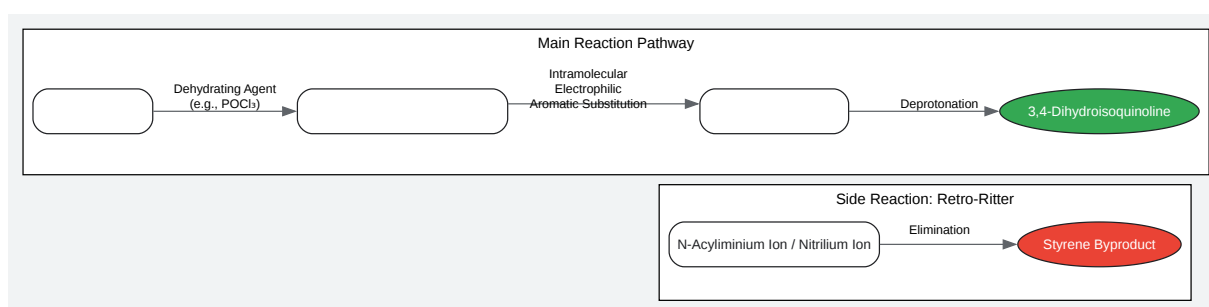 Main Reaction Pathway
Dehydrating Agent
(e.g., POCl₃)
Intramolecular
Electrophilic
Aromatic Substitution
Deprotonation
3,4-Dihydroisoquinoline
Side Reaction: Retro-Ritter
N-Acyliminium Ion / Nitrilium Ion
Elimination
Styrene Byproduct